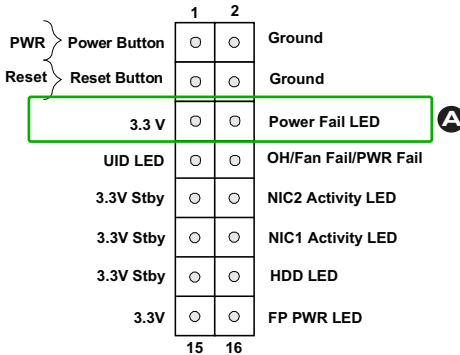 1 2
PWR Power Button Ground
Reset Reset Button Ground
3.3 V Power Fail LED A
UID LED OH/Fan Fail/PWR Fail
3.3V Stby NIC2 Activity LED
3.3V Stby NIC1 Activity LED
3.3V Stby HDD LED
3.3V FP PWR LED
15 16